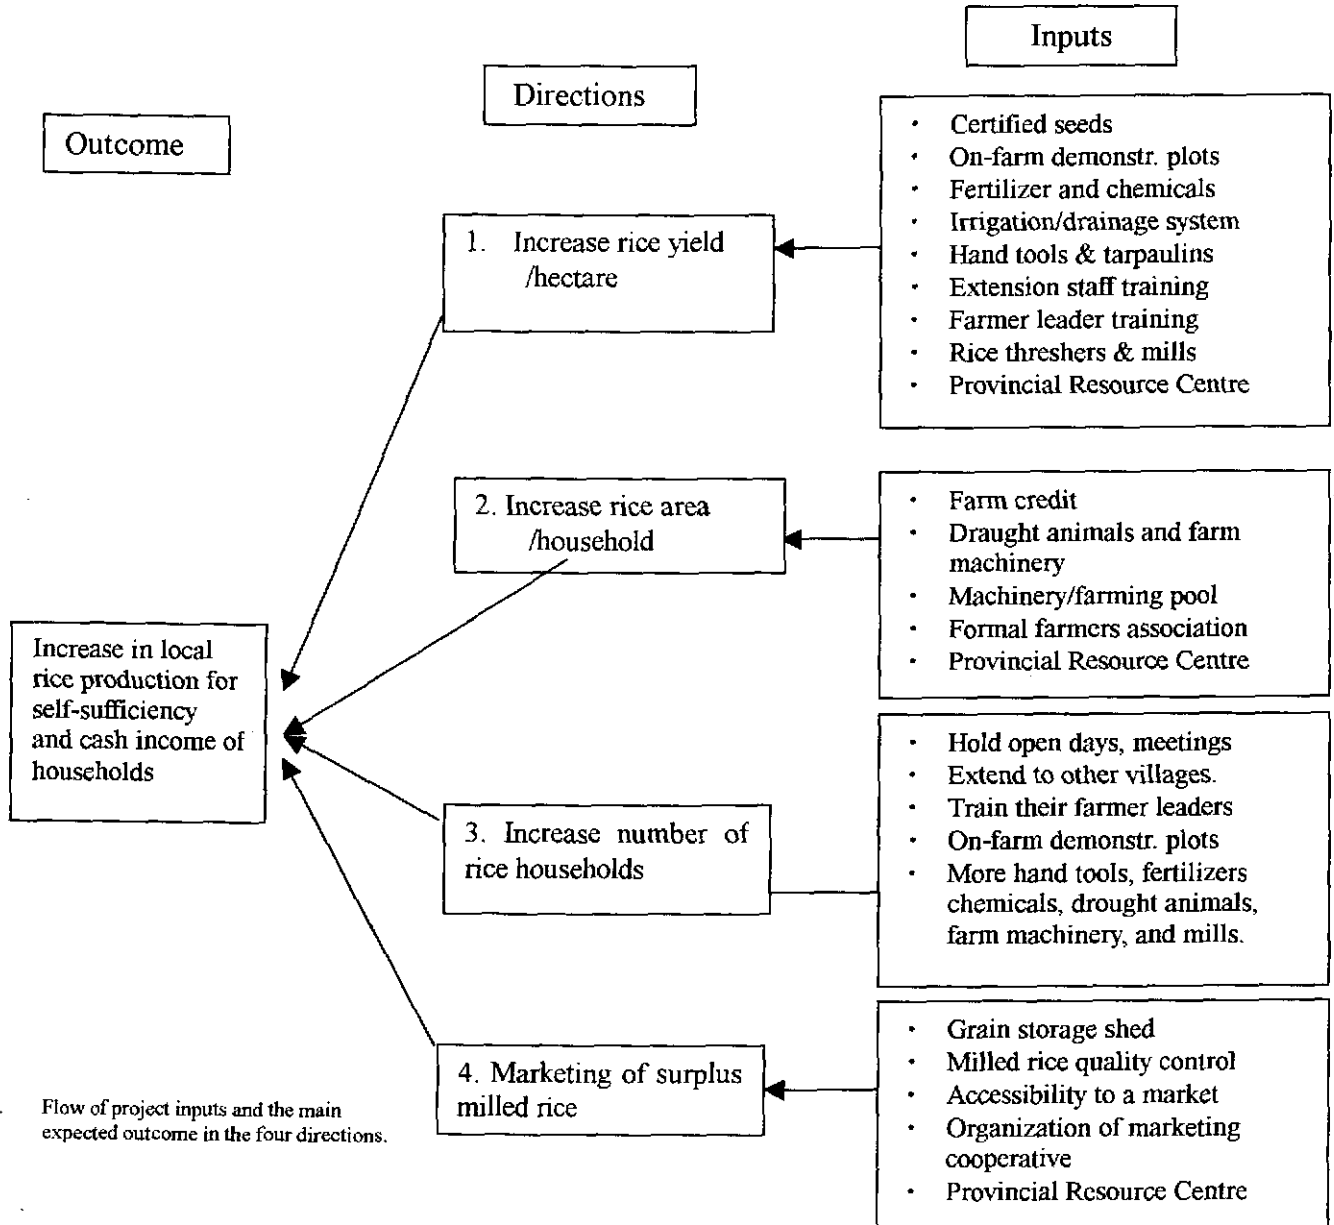 Outcome
Directions
Inputs
Increase in local
rice production for
self-sufficiency
and cash income of
households
1. Increase rice yield
/hectare
2. Increase rice area
/household
3. Increase number of
rice households
4. Marketing of surplus
milled rice
· Certified seeds
· On-farm demonstr. plots
· Fertilizer and chemicals
· Irrigation/drainage system
· Hand tools & tarpaulins
· Extension staff training
· Farmer leader training
· Rice threshers & mills
· Provincial Resource Centre
· Farm credit
· Draught animals and farm
machinery
· Machinery/farming pool
· Formal farmers association
· Provincial Resource Centre
· Hold open days, meetings
· Extend to other villages.
· Train their farmer leaders
· On-farm demonstr. plots
· More hand tools, fertilizers
chemicals, drought animals,
farm machinery, and mills.
· Grain storage shed
· Milled rice quality control
· Accessibility to a market
· Organization of marketing
cooperative
· Provincial Resource Centre
Flow of project inputs and the main
expected outcome in the four directions.